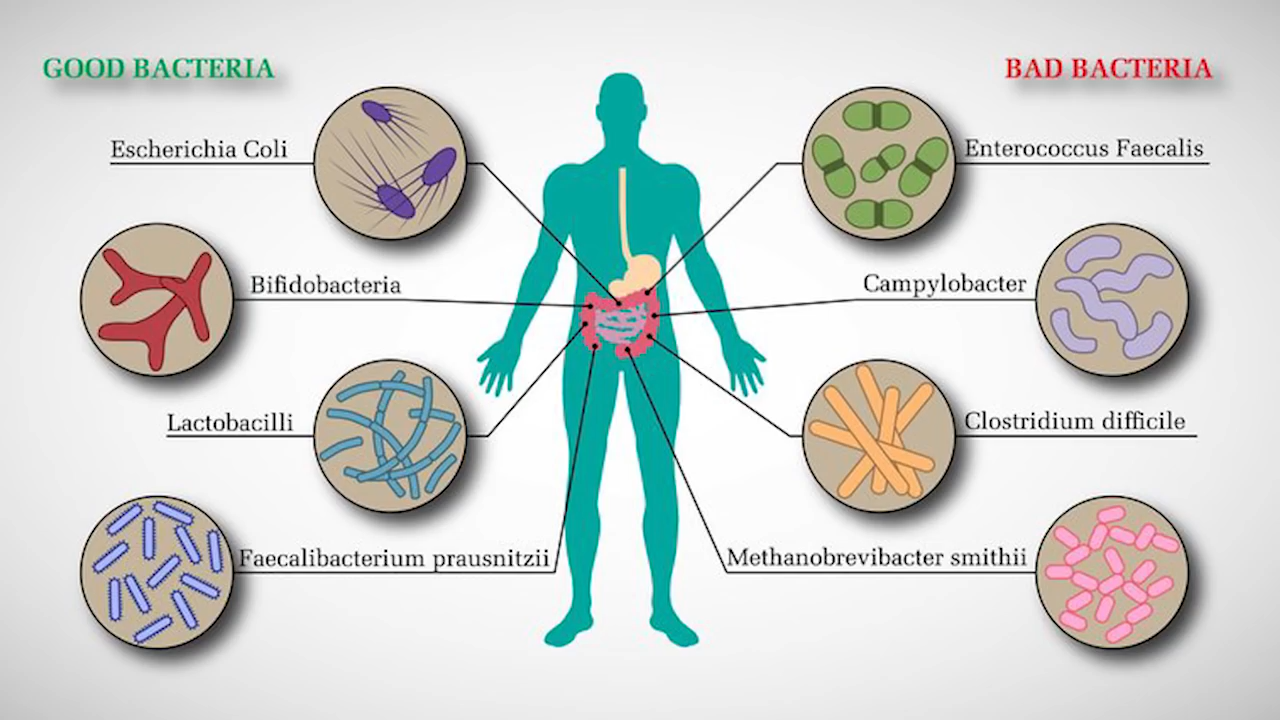 GOOD BACTERIA
BAD BACTERIA
Escherichia Coli
Enterococcus Faecalis
Bifidobacteria
Campylobacter
Lactobacilli
Clostridium difficile
Faecalibacterium prausnitzii
Methanobrevibacter smithii